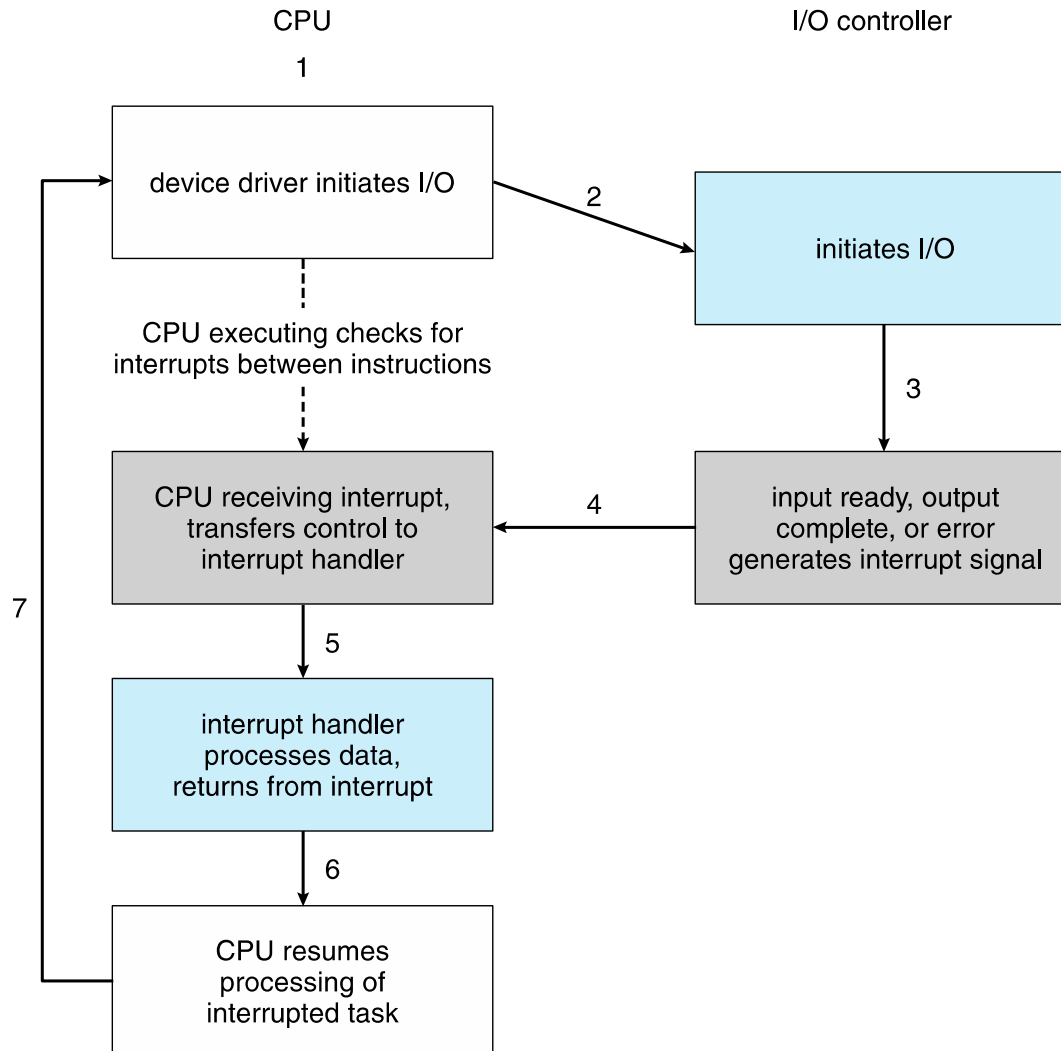 CPU
I/O controller
1
device driver initiates I/O
2
initiates I/O
CPU executing checks for
interrupts between instructions
3
CPU receiving interrupt,
transfers control to
interrupt handler
4
input ready, output
complete, or error
generates interrupt signal
7
5
interrupt handler
processes data,
returns from interrupt
6
CPU resumes
processing of
interrupted task